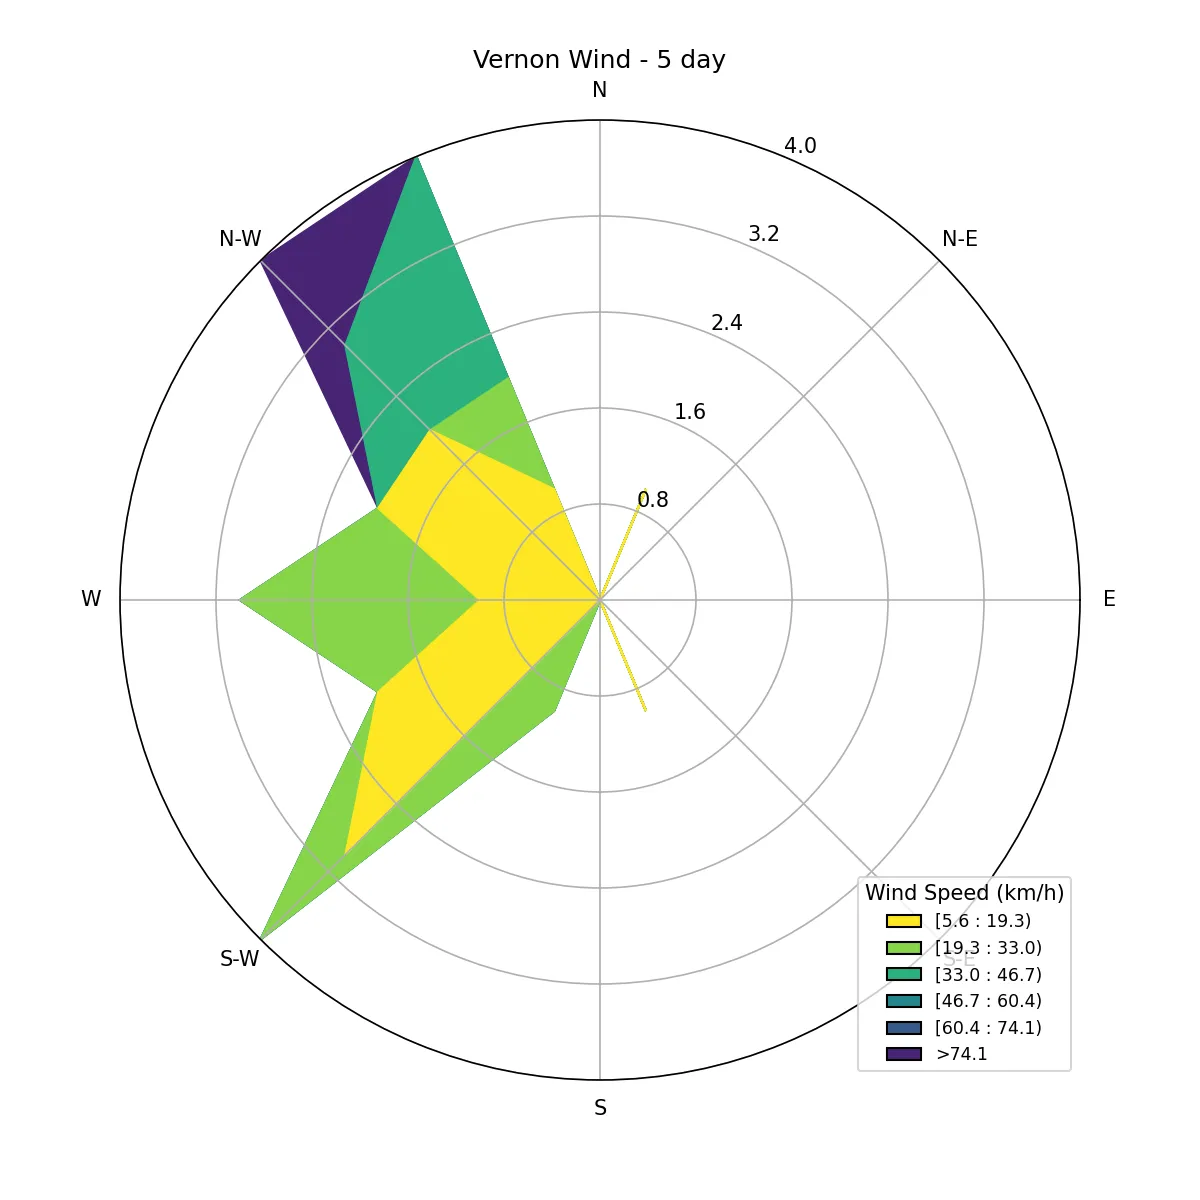 Vernon Wind - 5 day
N
4.0
N-W
3.2
N-E
2.4
1.6
0.8
W
E
S-W
S-E
Wind Speed (km/h)
[5.6 : 19.3)
[19.3 : 33.0)
[33.0 : 46.7)
[46.7 : 60.4)
[60.4 : 74.1)
>74.1
S